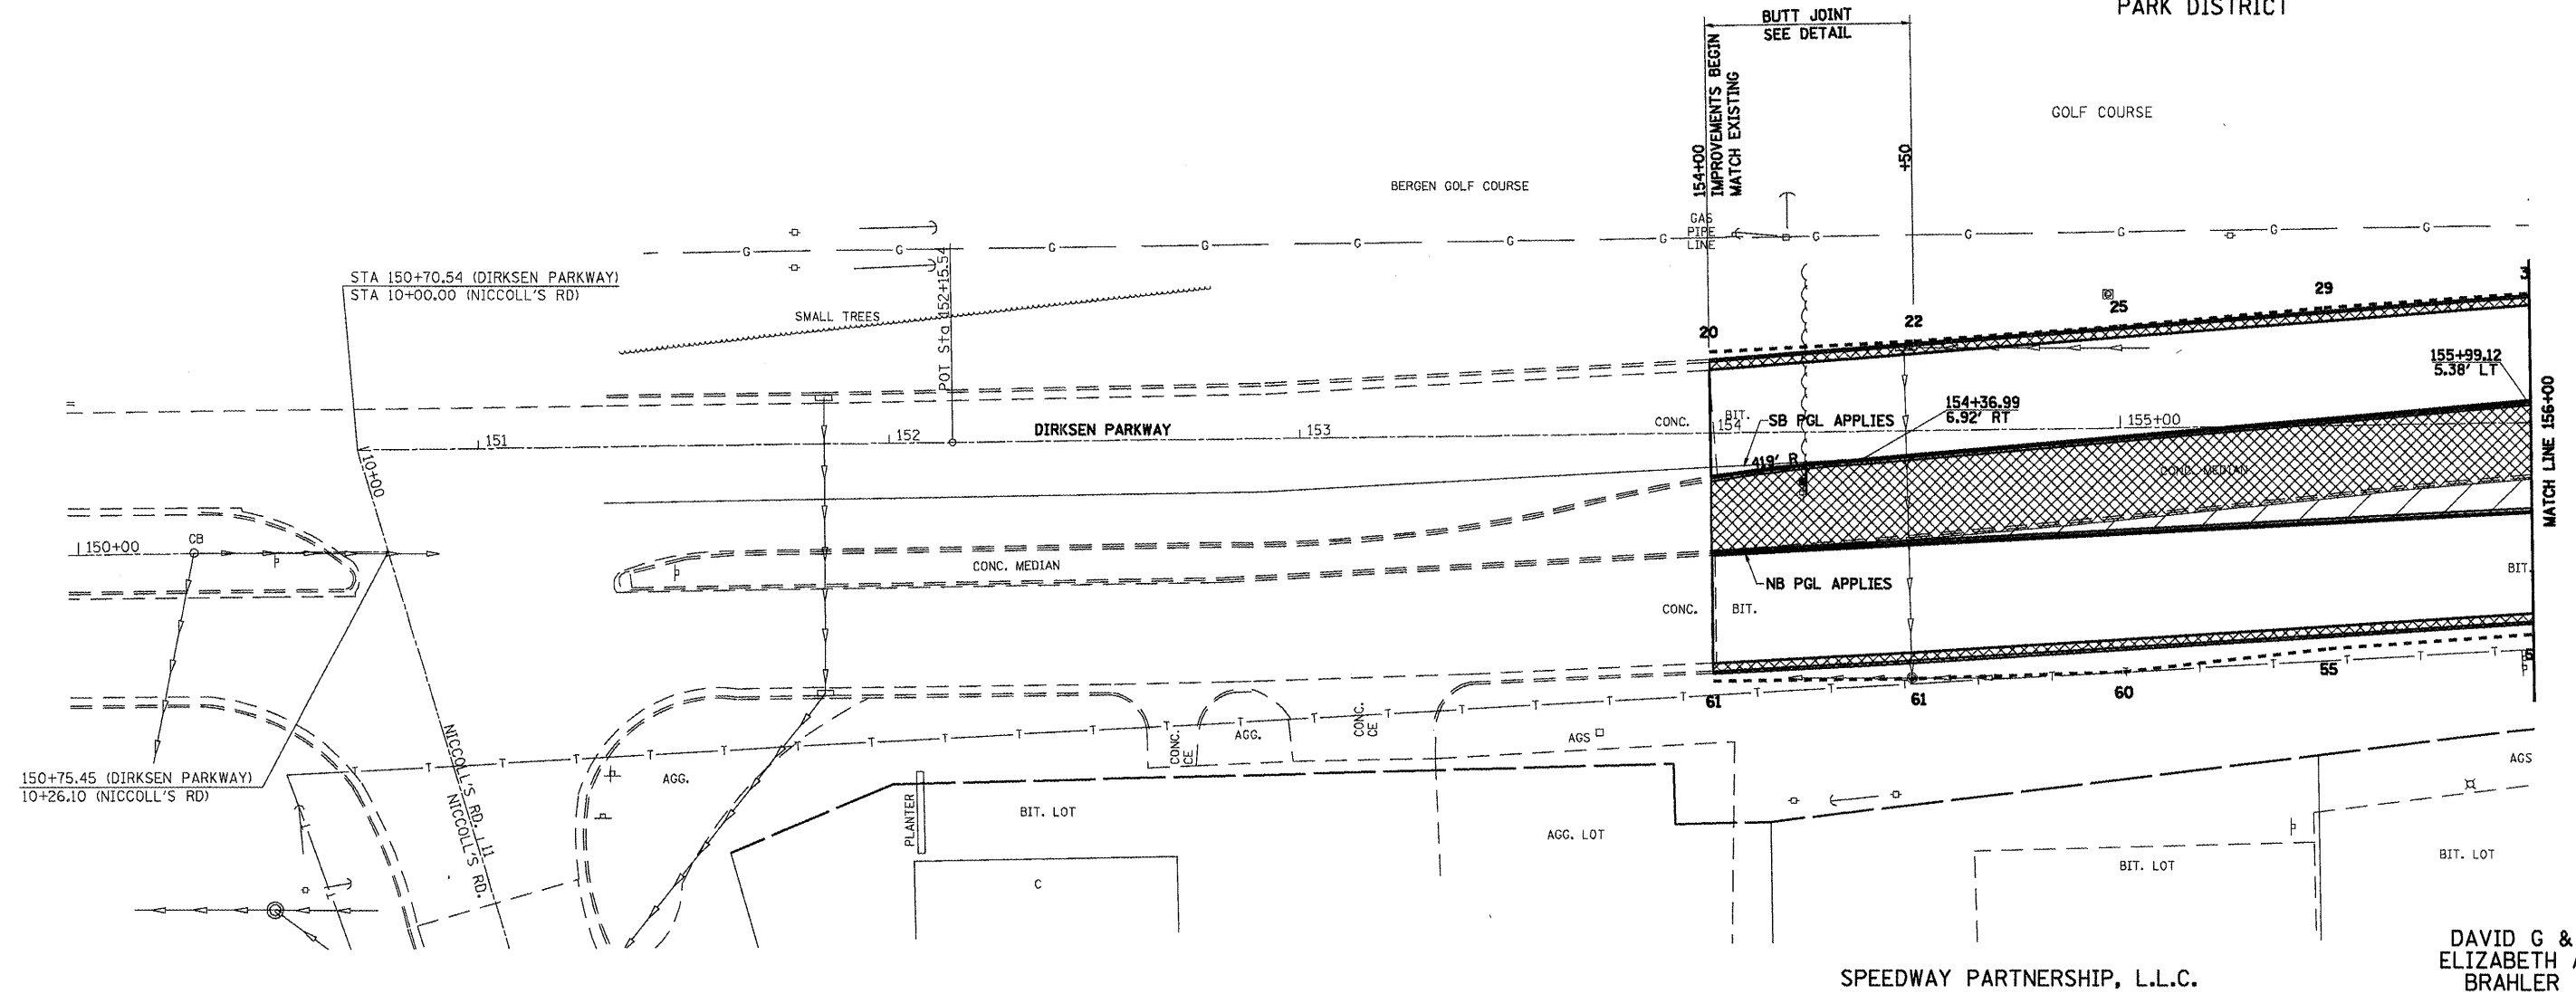 PARK DISTRICT
BUTT JOINT
SEE DETAIL
154+00
IMPROVEMENTS BEGIN
MATCH EXISTING
+50
GOLF COURSE
BERGEN GOLF COURSE
GAS
PIPE
LINE
G G G G G G G G G G G G
STA 150+70.54 (DIRKSEN PARKWAY)
STA 10+00.00 (NICCOLL'S RD)
SMALL TREES
POT Sta 152+15.54
20
22
25
29
3
155+99.12
5.38' LT
MATCH LINE 156+00
151
152
DIRKSEN PARKWAY
153
CONC.
BIT.
154
SB PGL APPLIES
154+36.99
6.92' RT
155+00
419' R
CONC. MEDIAN
10+00
150+00
CB
CONC. MEDIAN
NB PGL APPLIES
CONC.
BIT.
BIT.
61
61
60
55
6
T T T T T T T T T T T T T T T T T T
NICCOLL'S RD.
11
NICCOLL'S RD.
150+75.45 (DIRKSEN PARKWAY)
10+26.10 (NICCOLL'S RD)
AGG.
CONC.
CE
AGG.
CONC.
CE
AGS
AGS
PLANTER
BIT. LOT
C
AGG. LOT
BIT. LOT
BIT. LOT
SPEEDWAY PARTNERSHIP, L.L.C.
DAVID G &
ELIZABETH
BRAHLER